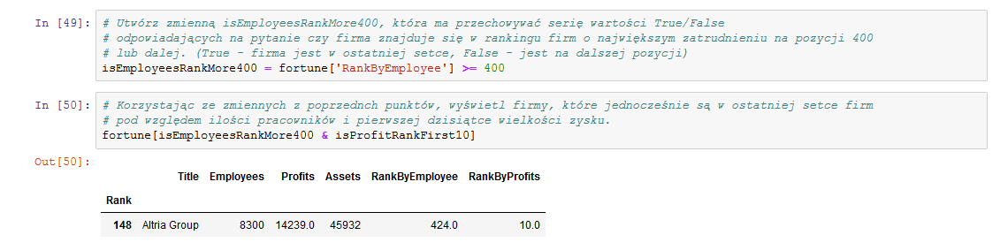 In [49]: # Utwórz zmienną isEmployeesRankMore400, która ma przechowywać serię wartości True/False
# odpowiadających na pytanie czy firma znajduje się w rankingu firm o największym zatrudnieniu na pozycji 400
# lub dalej. (True - firma jest w ostatniej setce, False - jest na dalszej pozycji)
isEmployeesRankMore400 = fortune['RankByEmployee'] >= 400
In [50]: # Korzystając ze zmiennych z poprzednch punktów, wyświetl firmy, które jednocześnie są w ostatniej setce firm
# pod względem ilości pracowników i pierwszej dzisiątce wielkości zysku.
fortune[isEmployeesRankMore400 & isProfitRankFirst10]
Out[50]:
Title Employees Profits Assets RankByEmployee RankByProfits
Rank
148 Altria Group 8300 14239.0 45932 424.0 10.0